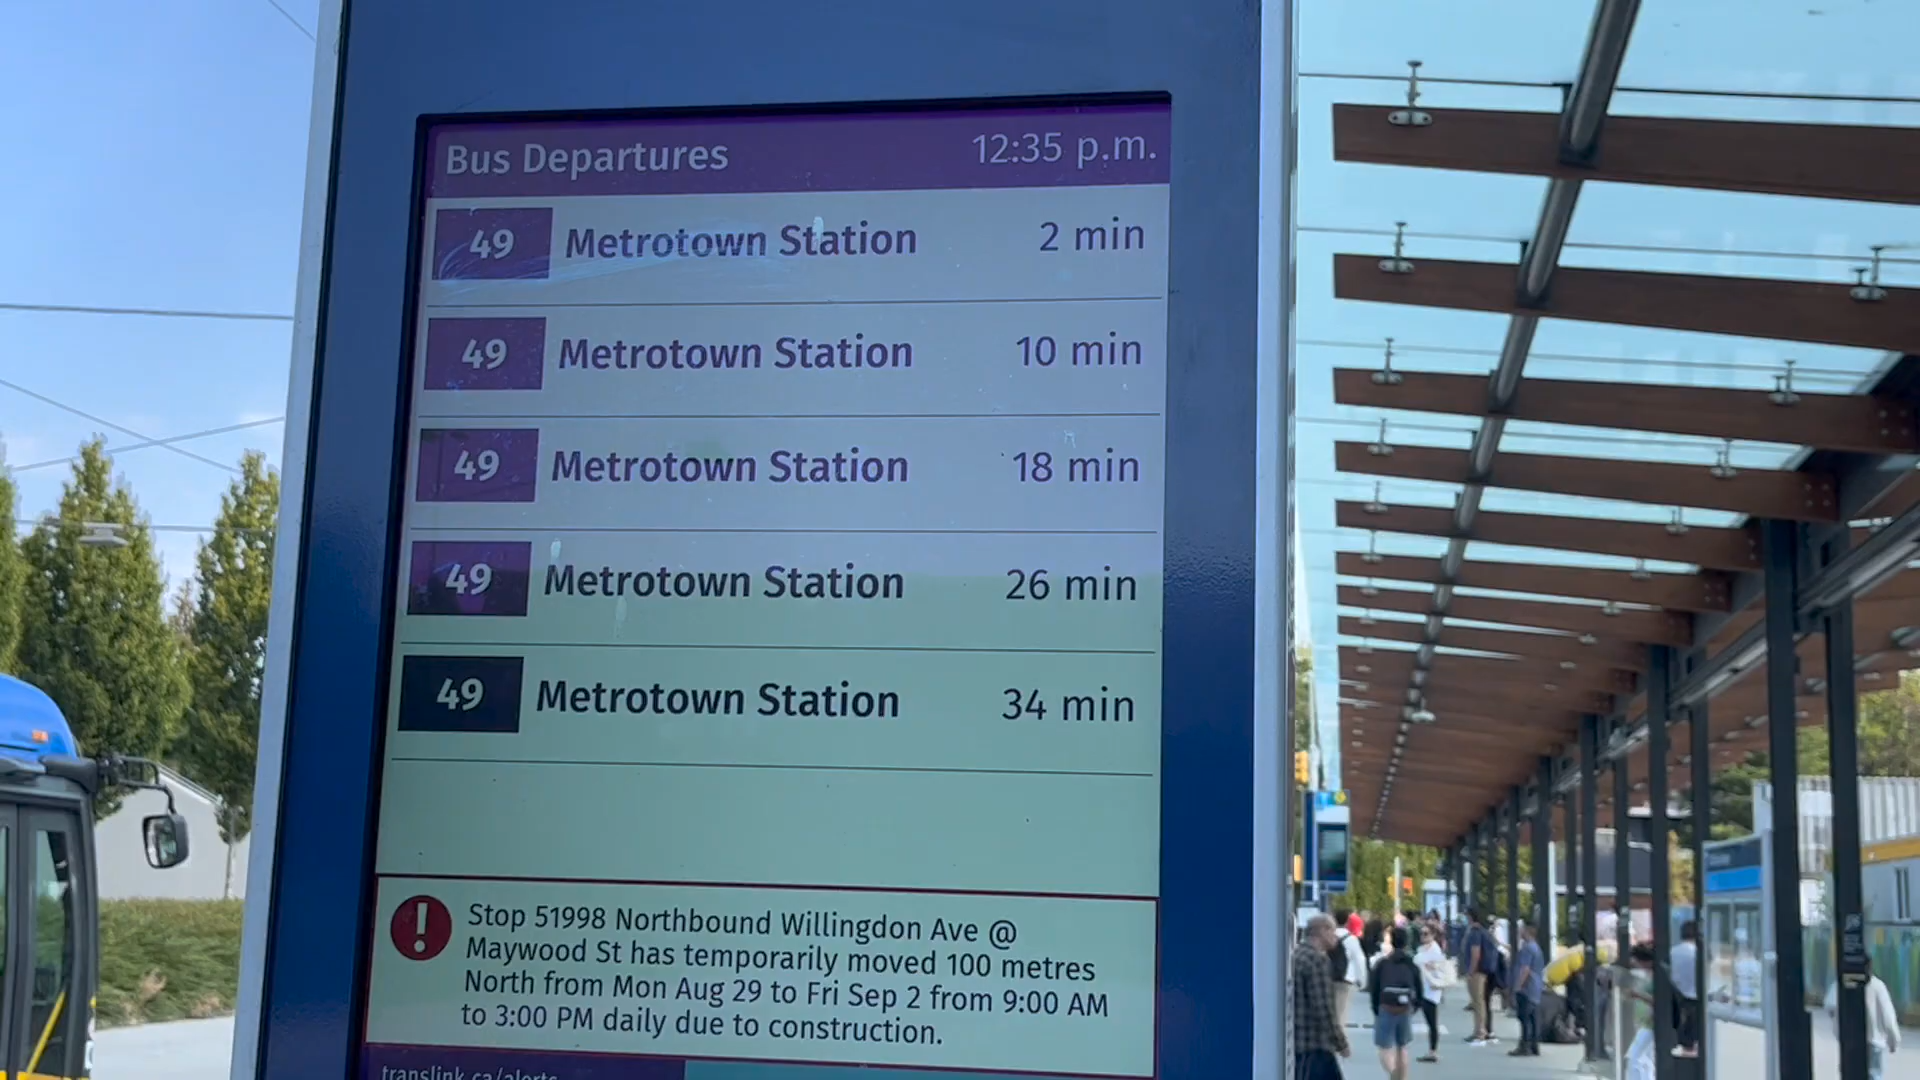 Bus Departures 12:35 p.m.
49 Metrotown Station 2 min
49 Metrotown Station 10 min
49 Metrotown Station 18 min
49 Metrotown Station 26 min
49 Metrotown Station 34 min
Stop 51998 Northbound Willingdon Ave @
Maywood St has temporarily moved 100 metres
North from Mon Aug 29 to Fri Sep 2 from 9:00 AM
to 3:00 PM daily due to construction.
translink.ca/alerts